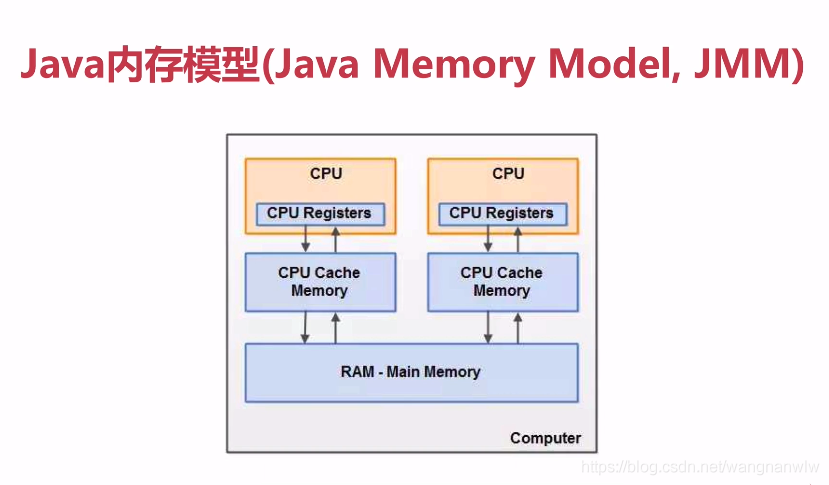 Java内存模型(Java Memory Model, JMM)
CPU
CPU Registers
CPU
CPU Registers
CPU Cache
Memory
CPU Cache
Memory
RAM - Main Memory
Computer
https://blog.csdn.net/wangnanwlw